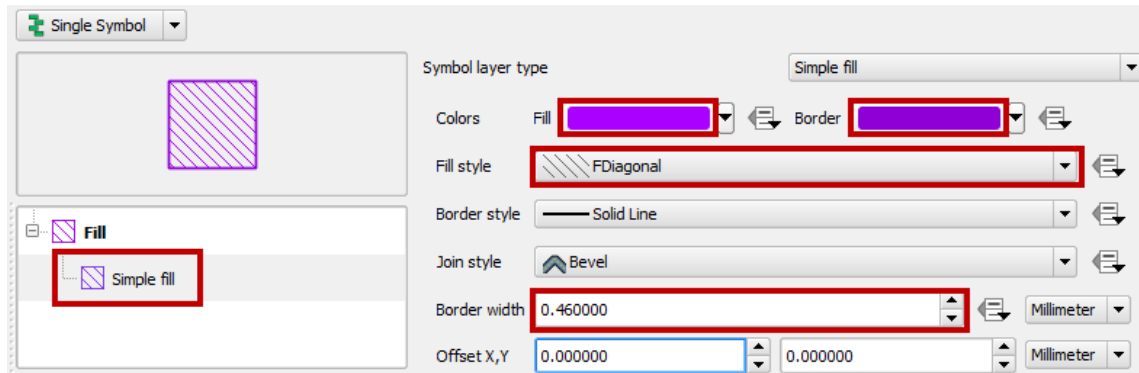 Single Symbol
Symbol layer type Simple fill
Colors Fill Border
Fill style FDiagonal
Border style Solid Line
Join style Bevel
Border width 0.460000 Millimeter
Offset X,Y 0.000000 0.000000 Millimeter
Fill
Simple fill